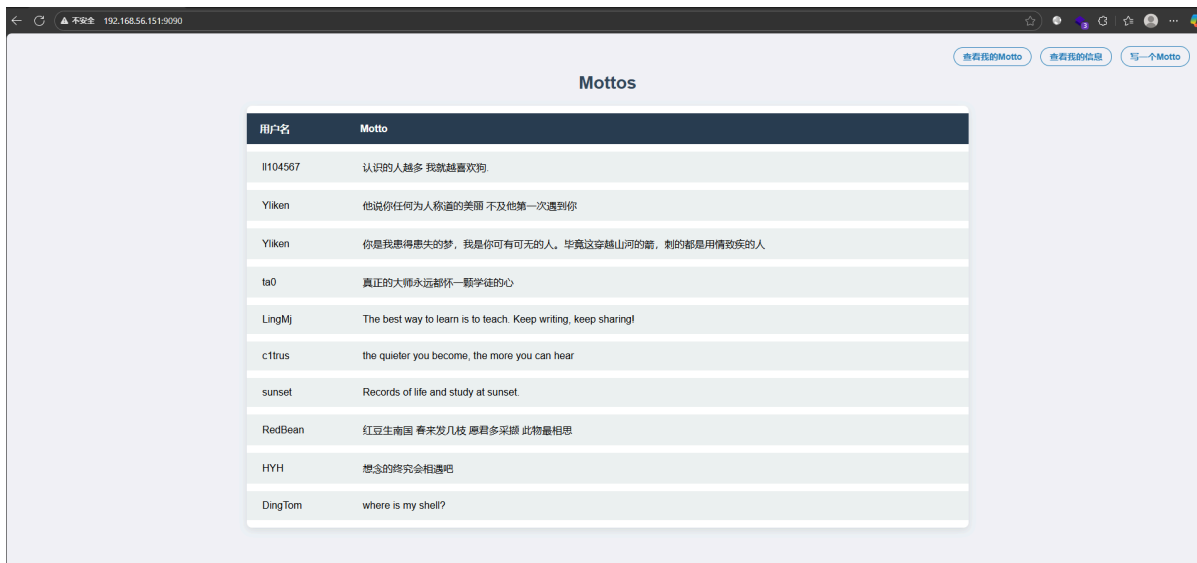 不安全 192.168.56.151:9090
3
查看我的Motto 查看我的信息 写一个Motto
Mottos
用户名 Motto
ll104567 认识的人越多 我就越喜欢狗.
Yliken 他说你任何为人称道的美丽 不及他第一次遇到你
Yliken 你是我患得患失的梦，我是你可有可无的人。毕竟这穿越山河的箭，刺的都是用情致疾的人
ta0 真正的大师永远都怀一颗学徒的心
LingMj The best way to learn is to teach. Keep writing, keep sharing!
c1trus the quieter you become, the more you can hear
sunset Records of life and study at sunset.
RedBean 红豆生南国 春来发几枝 愿君多采撷 此物最相思
HYH 想念的终究会相遇吧
DingTom where is my shell?